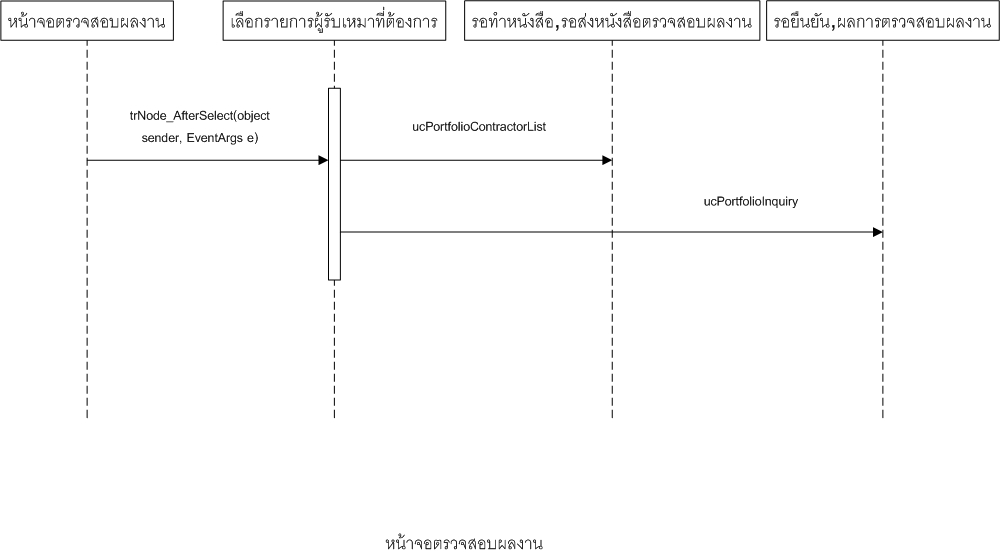 หน้าจอตรวจสอบผลงาน
เลือกรายการผู้รับเหมาที่ต้องการ
รอทำหนังสือ,รอส่งหนังสือตรวจสอบผลงาน
รอยืนยัน,ผลการตรวจสอบผลงาน
trNode_AfterSelect(object
sender, EventArgs e)
ucPortfolioContractorList
ucPortfolioInquiry
หน้าจอตรวจสอบผลงาน